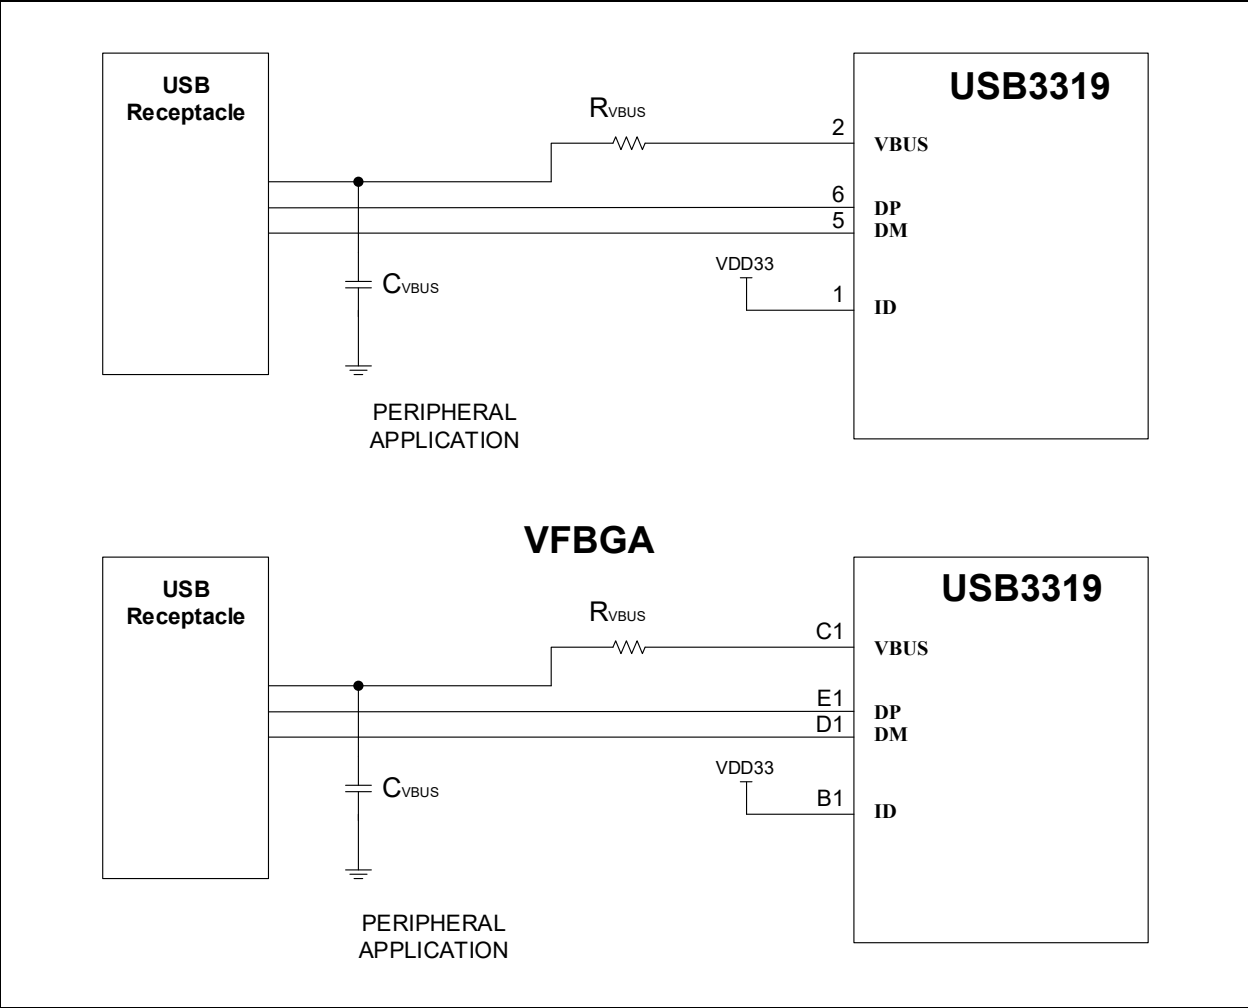 USB
Receptacle
USB3319
RVBUS
2
VBUS
6
DP
5
DM
VDD33
1
ID
CVBUS
PERIPHERAL
APPLICATION
VFBGA
USB
Receptacle
USB3319
RVBUS
C1
VBUS
E1
DP
D1
DM
VDD33
B1
ID
CVBUS
PERIPHERAL
APPLICATION